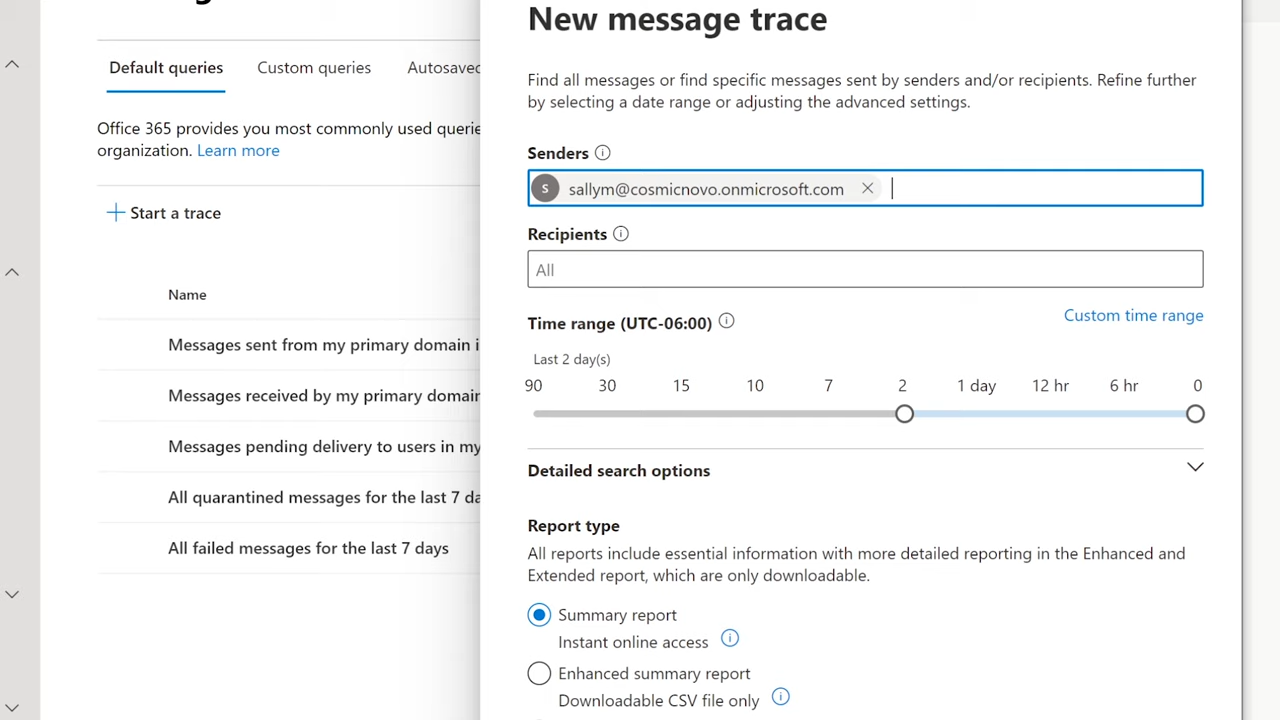 New message trace
Default queries Custom queries Autosaved
Find all messages or find specific messages sent by senders and/or recipients. Refine further
by selecting a date range or adjusting the advanced settings.
Office 365 provides you most commonly used querie
organization. Learn more
Senders
S sallym@cosmicnovo.onmicrosoft.com
Start a trace
Recipients
All
Name
Time range (UTC-06:00) Custom time range
Messages sent from my primary domain i
Last 2 day(s)
90 30 15 10 7 2 1 day 12 hr 6 hr 0
Messages received by my primary domain
Messages pending delivery to users in my
Detailed search options
All quarantined messages for the last 7 da
Report type
All failed messages for the last 7 days
All reports include essential information with more detailed reporting in the Enhanced and
Extended report, which are only downloadable.
Summary report
Instant online access
Enhanced summary report
Downloadable CSV file only